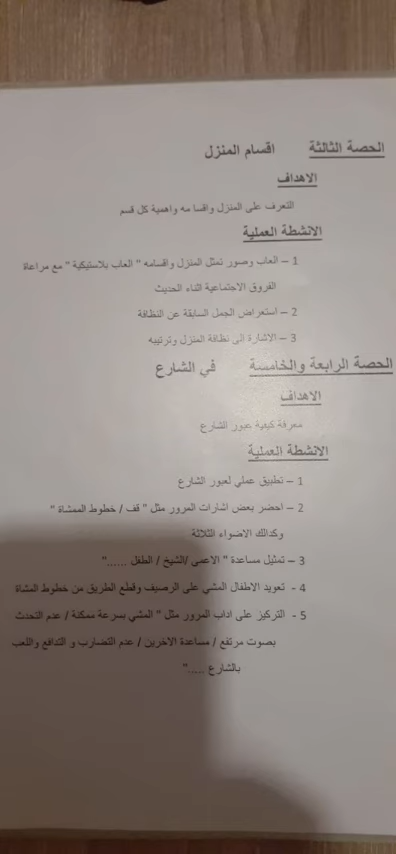 الحصة الثالثة اقسام المنزل
الاهداف
التعرف على المنزل واقسا مه واهمية كل قسم
الانشطة العملية
1 – العاب وصور تمثل المنزل واقسامه " العاب بلاستيكية " مع مراعاة
الفروق الاجتماعية اثناء الحديث
2 – استعراض الجمل السابقة عن النظافة
3 – الاشارة الى نظافة المنزل وترتيبه
الحصة الرابعة والخامسة في الشارع
الاهداف
معرفة كيفية عبور الشارع
الانشطة العملية
1 – تطبيق عملي لعبور الشارع
2 – احضر بعض اشارات المرور مثل " قف / خطوط الممشاة "
وكذالك الاضواء الثلاثة
3 – تمثيل مساعدة " الاعمى /الشيخ / الطفل ......"
4 - تعويد الاطفال المشي على الرصيف وقطع الطريق من خطوط المشاة
5 - التركيز على اداب المرور مثل " المشي بسرعة ممكنة / عدم التحدث
بصوت مرتفع / مساعدة الاخرين / عدم التضارب و التدافع واللعب
بالشارع ....."